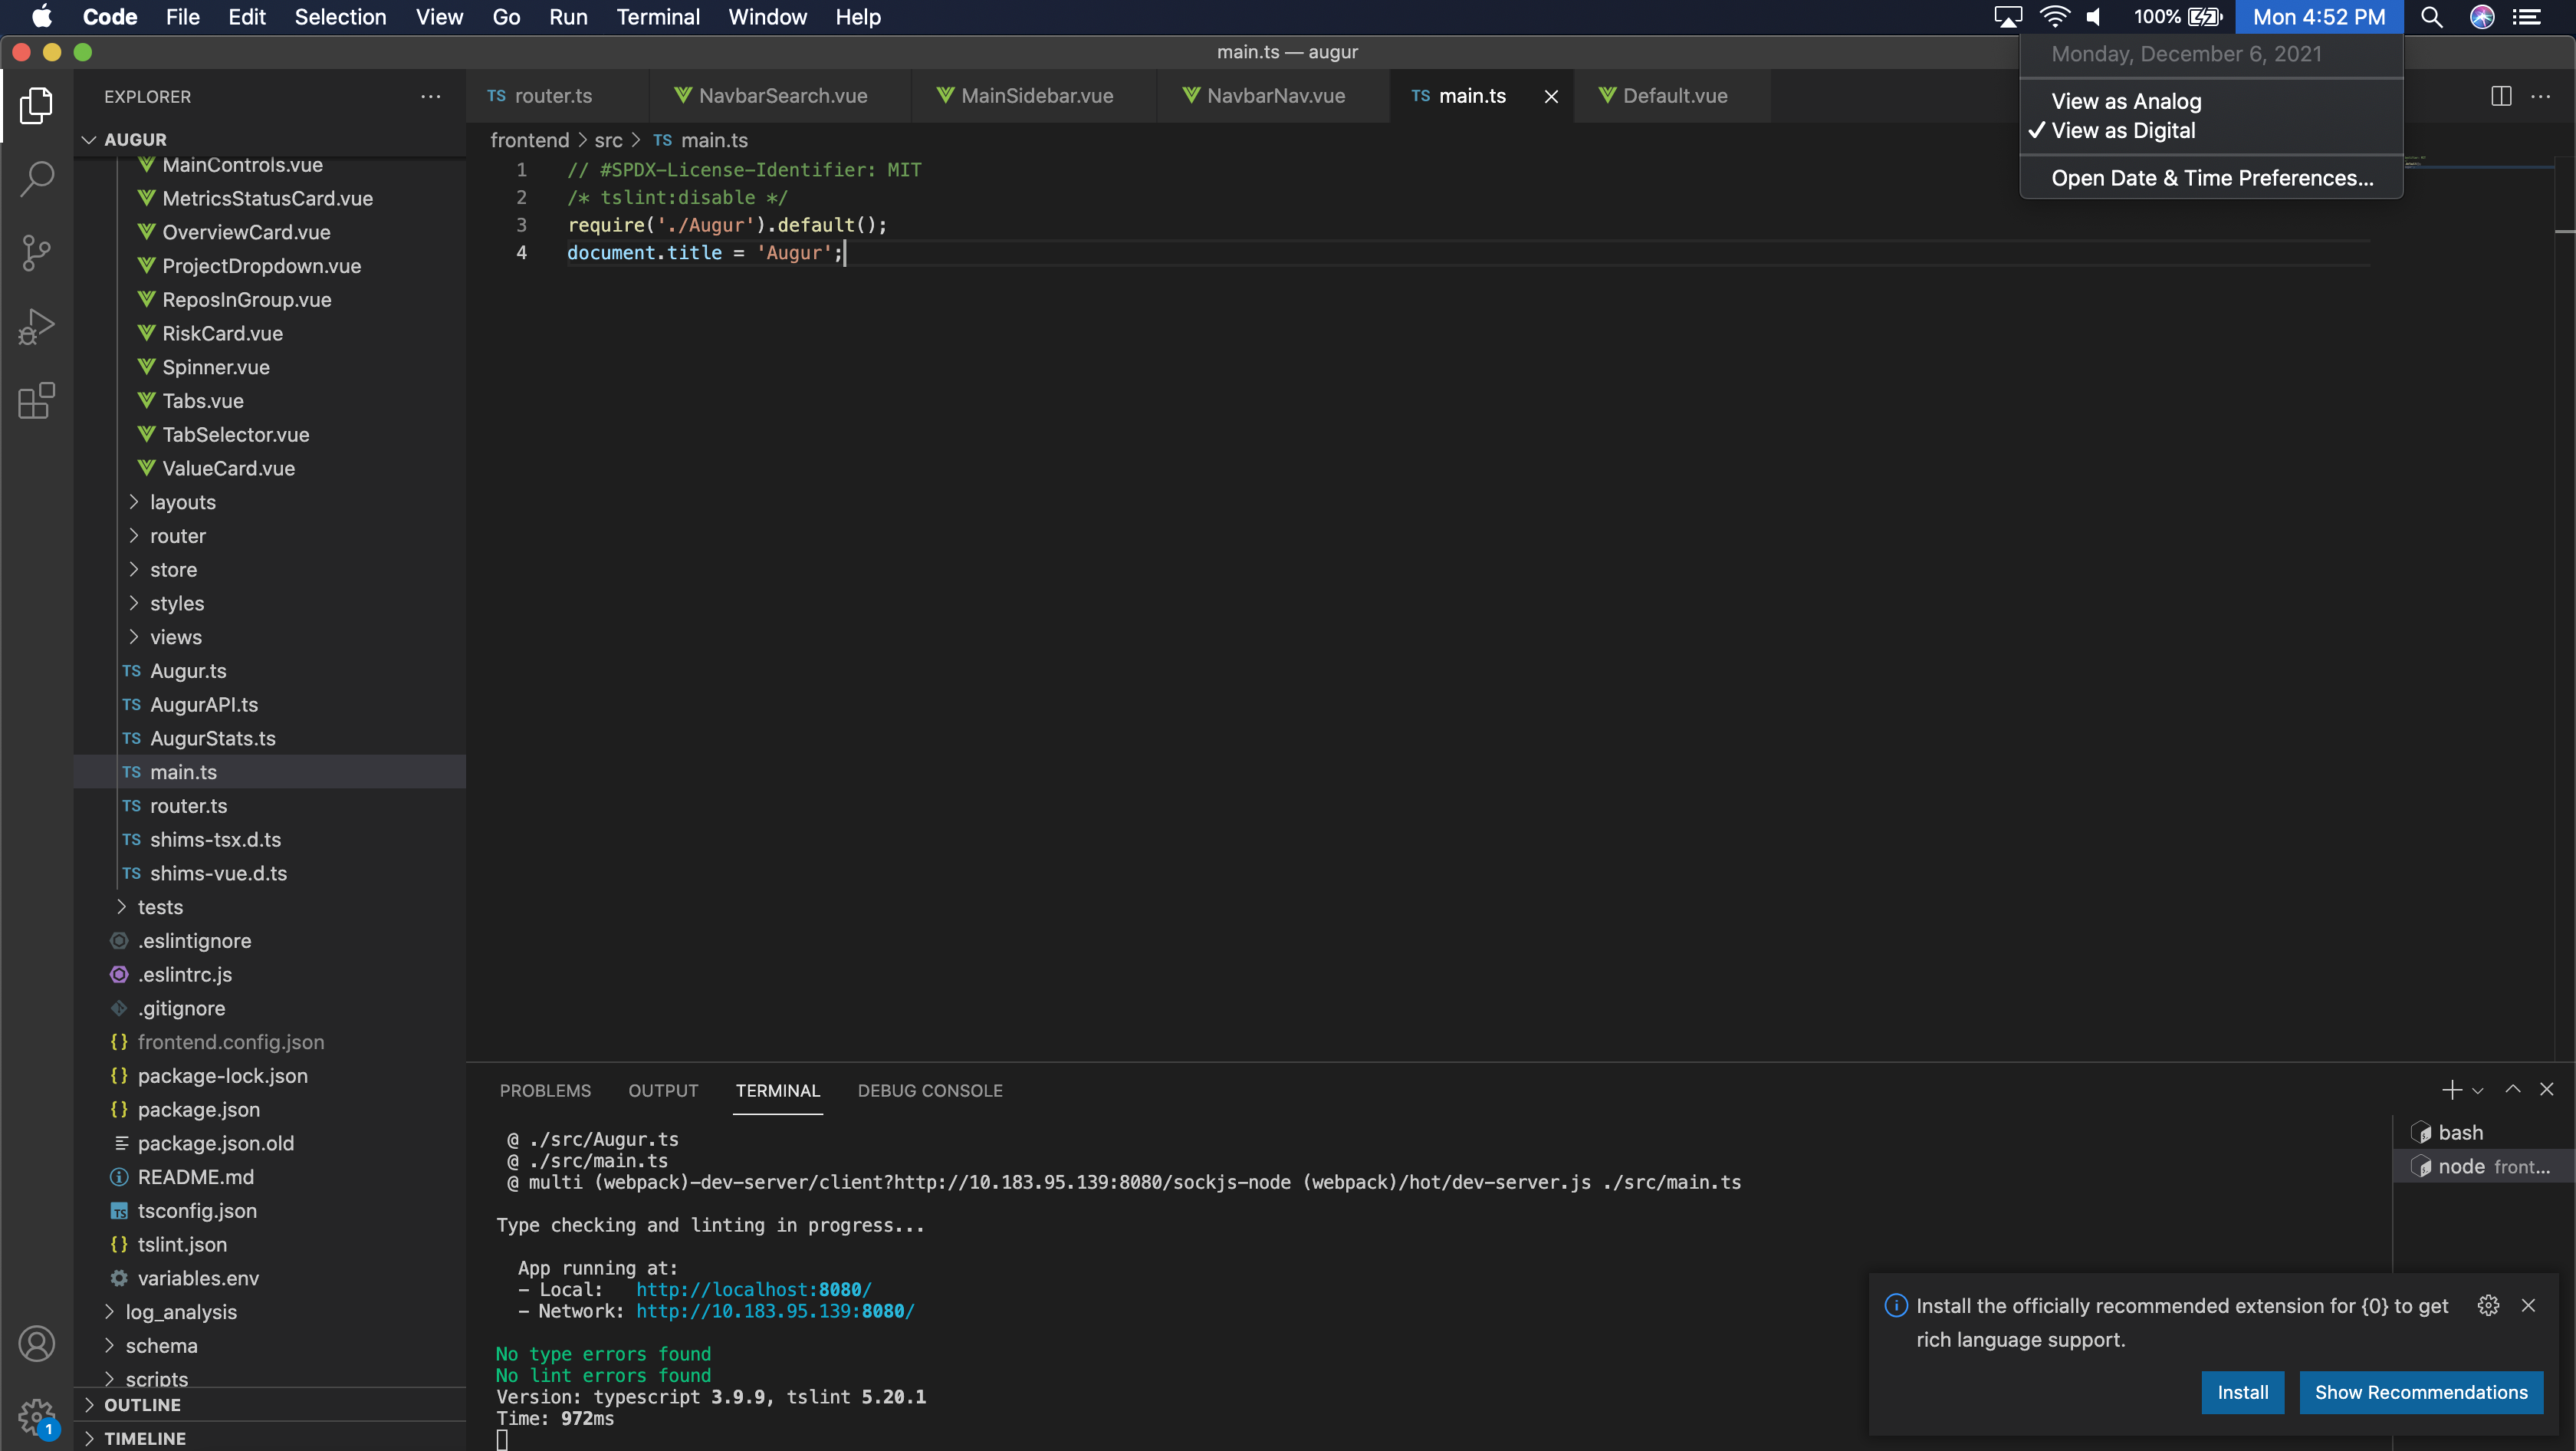 Code File Edit Selection View Go Run Terminal Window Help 100% Mon 4:52 PM
main.ts — augur
Monday, December 6, 2021
View as Analog
✓ View as Digital
Open Date & Time Preferences...
EXPLORER ...
AUGUR
MainControls.vue
MetricsStatusCard.vue
OverviewCard.vue
ProjectDropdown.vue
ReposInGroup.vue
RiskCard.vue
Spinner.vue
Tabs.vue
TabSelector.vue
ValueCard.vue
layouts
router
store
styles
views
TS Augur.ts
TS AugurAPI.ts
TS AugurStats.ts
TS main.ts
TS router.ts
TS shims-tsx.d.ts
TS shims-vue.d.ts
tests
.eslintignore
.eslintrc.js
.gitignore
{} frontend.config.json
{} package-lock.json
{} package.json
package.json.old
README.md
TS tsconfig.json
{} tslint.json
variables.env
log_analysis
schema
scripts
OUTLINE
TIMELINE
1
TS router.ts NavbarSearch.vue MainSidebar.vue NavbarNav.vue TS main.ts Default.vue ...
frontend > src > TS main.ts
1 // #SPDX-License-Identifier: MIT
2 /* tslint:disable */
3 require('./Augur').default();
4 document.title = 'Augur';
PROBLEMS OUTPUT TERMINAL DEBUG CONSOLE
@ ./src/Augur.ts
@ ./src/main.ts
@ multi (webpack)-dev-server/client?http://10.183.95.139:8080/sockjs-node (webpack)/hot/dev-server.js ./src/main.ts
Type checking and linting in progress...
App running at:
- Local: http://localhost:8080/
- Network: http://10.183.95.139:8080/
No type errors found
No lint errors found
Version: typescript 3.9.9, tslint 5.20.1
Time: 972ms
bash
node front...
Install the officially recommended extension for {0} to get
rich language support.
Install Show Recommendations